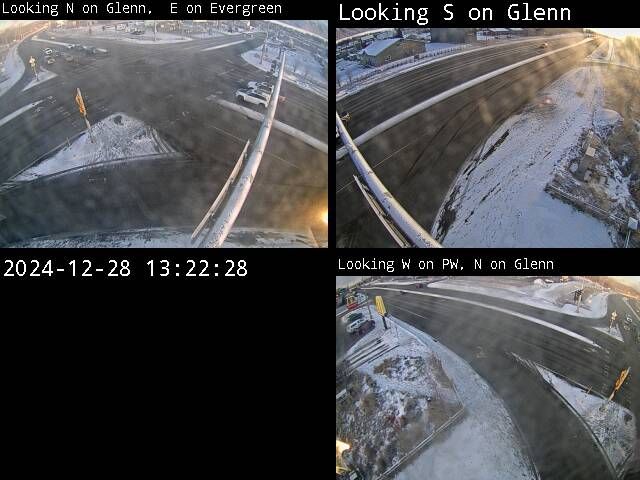 Looking N on Glenn,  E on Evergreen
Looking S on Glenn
2024-12-28 13:22:28
Looking W on PW, N on Glenn